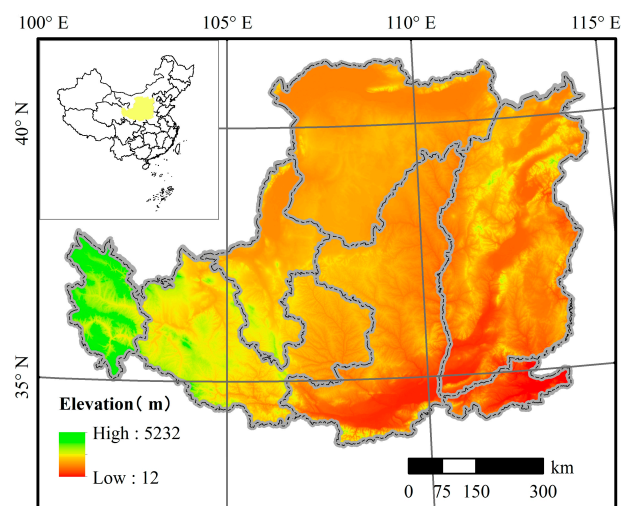 100° E 105° E 110° E 115° E
40° N
35° N
Elevation( m)
High : 5232
Low : 12
km
0 75 150 300